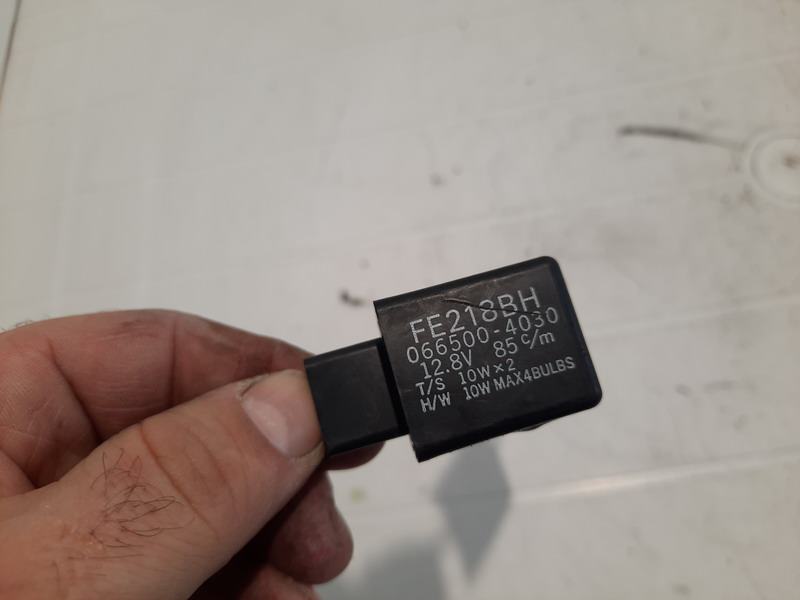 FE218BH
066500-4030
12.8V 85c/m
T/S 10W×2
H/W 10W MAX4BULBS